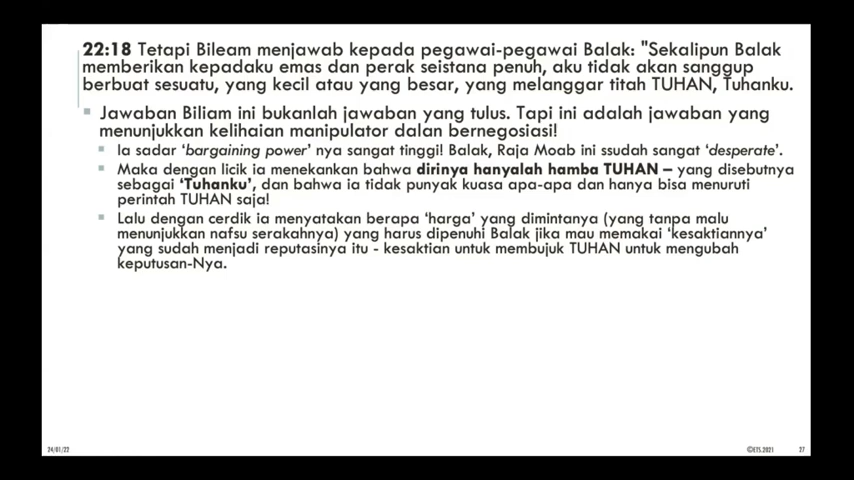 22:18 Tetapi Bileam menjawab kepada pegawai-pegawai Balak: "Sekalipun Balak
memberikan kepadaku emas dan perak seistana penuh, aku tidak akan sanggup
berbuat sesuatu, yang kecil atau yang besar, yang melanggar titah TUHAN, Tuhanku.
Jawaban Biliam ini bukanlah jawaban yang tulus. Tapi ini adalah jawaban yang
menunjukkan kelihaian manipulator dalan bernegosiasi!
Ia sadar 'bargaining power' nya sangat tinggi! Balak, Raja Moab ini ssudah sangat 'desperate'.
Maka dengan licik ia menekankan bahwa dirinya hanyalah hamba TUHAN – yang disebutnya
sebagai 'Tuhanku', dan bahwa ia tidak punyak kuasa apa-apa dan hanya bisa menuruti
perintah TUHAN saja!
Lalu dengan cerdik ia menyatakan berapa 'harga' yang dimintanya (yang tanpa malu
menunjukkan nafsu serakahnya) yang harus dipenuhi Balak jika mau memakai 'kesaktiannya'
yang sudah menjadi reputasinya itu - kesaktian untuk membujuk TUHAN untuk mengubah
keputusan-Nya.
24/01/22
©ETS.2021
27